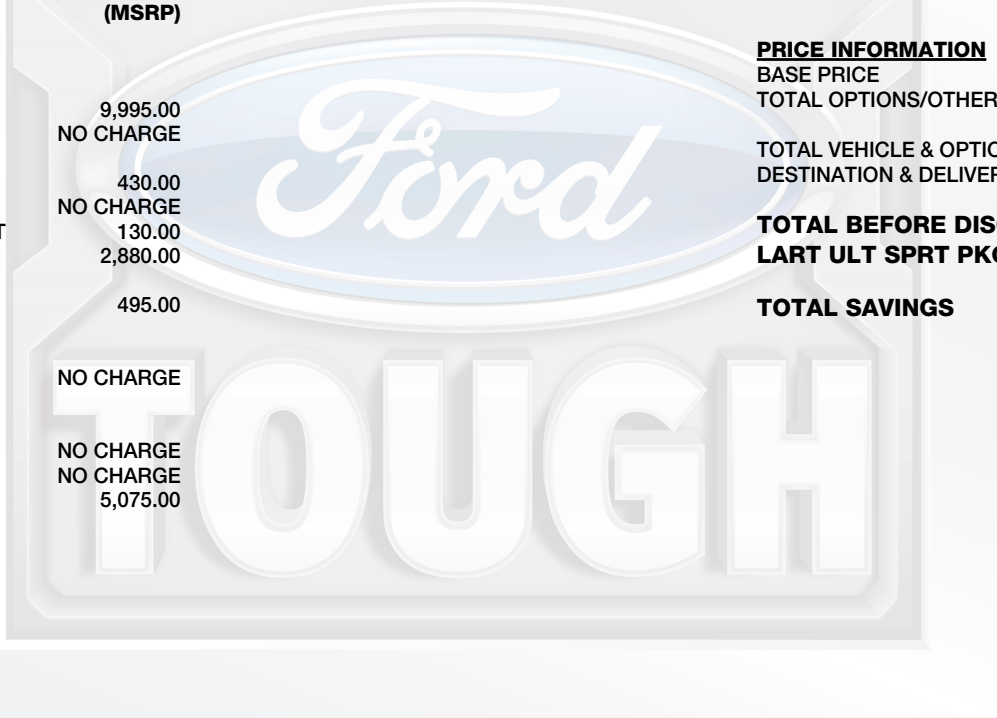 (MSRP)
9,995.00
NO CHARGE
430.00
NO CHARGE
T 130.00
2,880.00
495.00
NO CHARGE
NO CHARGE
NO CHARGE
5,075.00
PRICE INFORMATION
BASE PRICE
TOTAL OPTIONS/OTHER
TOTAL VEHICLE & OPTIO
DESTINATION & DELIVER
TOTAL BEFORE DIS
LART ULT SPRT PKG
TOTAL SAVINGS
Ford
TOUGH